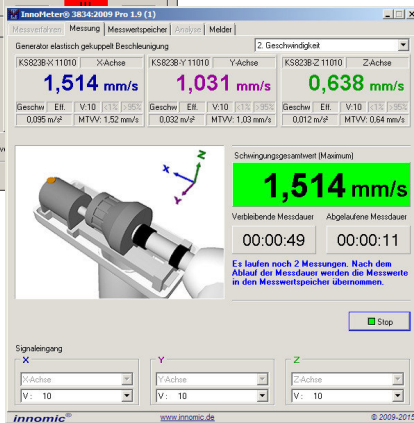 InnoMeter® 3834:2009 Pro 1.9 (1)
Messverfahren Messung Messwertspeicher Analyse Melder
Generator elastisch gekuppelt Beschleunigung
2. Geschwindigkeit
KS823B-X 11010 X-Achse
1,514 mm/s
Geschw Eff. V:10 <1% >95%
0,095 m/s² MTVV: 1,52 mm/s
KS823B-Y 11010 Y-Achse
1,031 mm/s
Geschw Eff. V:10 <1% >95%
0,032 m/s² MTVV: 1,03 mm/s
KS823B-Z 11010 Z-Achse
0,638 mm/s
Geschw Eff. V:10 <1% >95%
0,012 m/s² MTVV: 0,64 mm/s
X
Y
Z
Schwingungsgesamtwert (Maximum)
1,514 mm/s
Verbleibende Messdauer Abgelaufene Messdauer
00:00:49 00:00:11
Es laufen noch 2 Messungen. Nach dem
Ablauf der Messdauer werden die Messwerte
in den Messwertspeicher übernommen.
Stop
Signaleingang
X Y Z
X-Achse Y-Achse Z-Achse
V: 10 V: 10 V: 10
innomic® www.innomic.de © 2009-2015